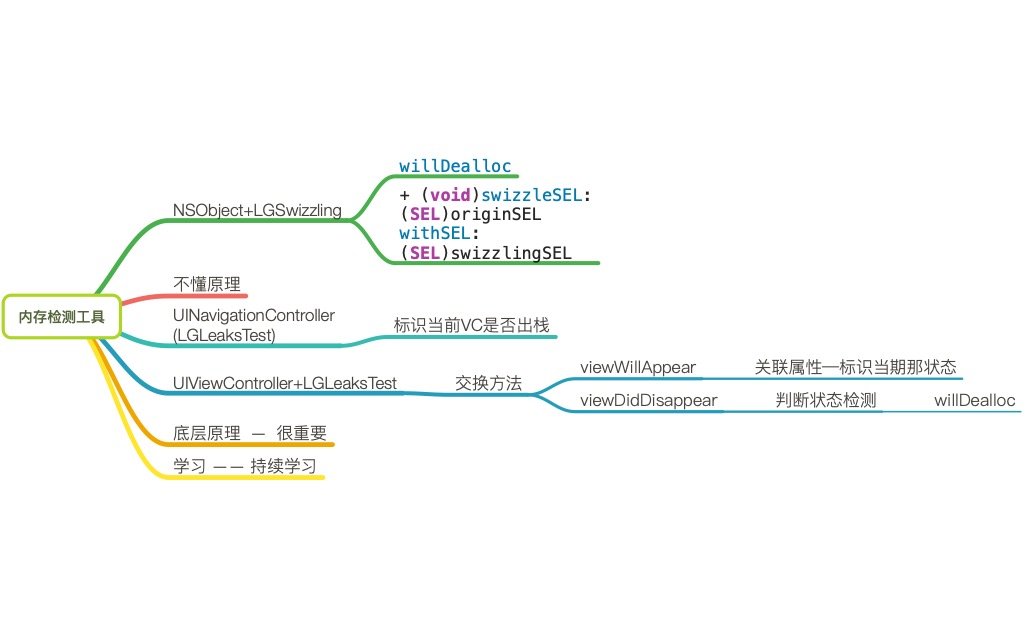 内存检测工具
NSObject+LGSwizzling
willDealloc
+ (void)swizzleSEL:
(SEL)originSEL
withSEL:
(SEL)swizzlingSEL
不懂原理
UINavigationController
(LGLeaksTest)
标识当前VC是否出栈
UIViewController+LGLeaksTest
交换方法
viewWillAppear
关联属性—标识当期那状态
viewDidDisappear
判断状态检测
willDealloc
底层原理 — 很重要
学习 —— 持续学习